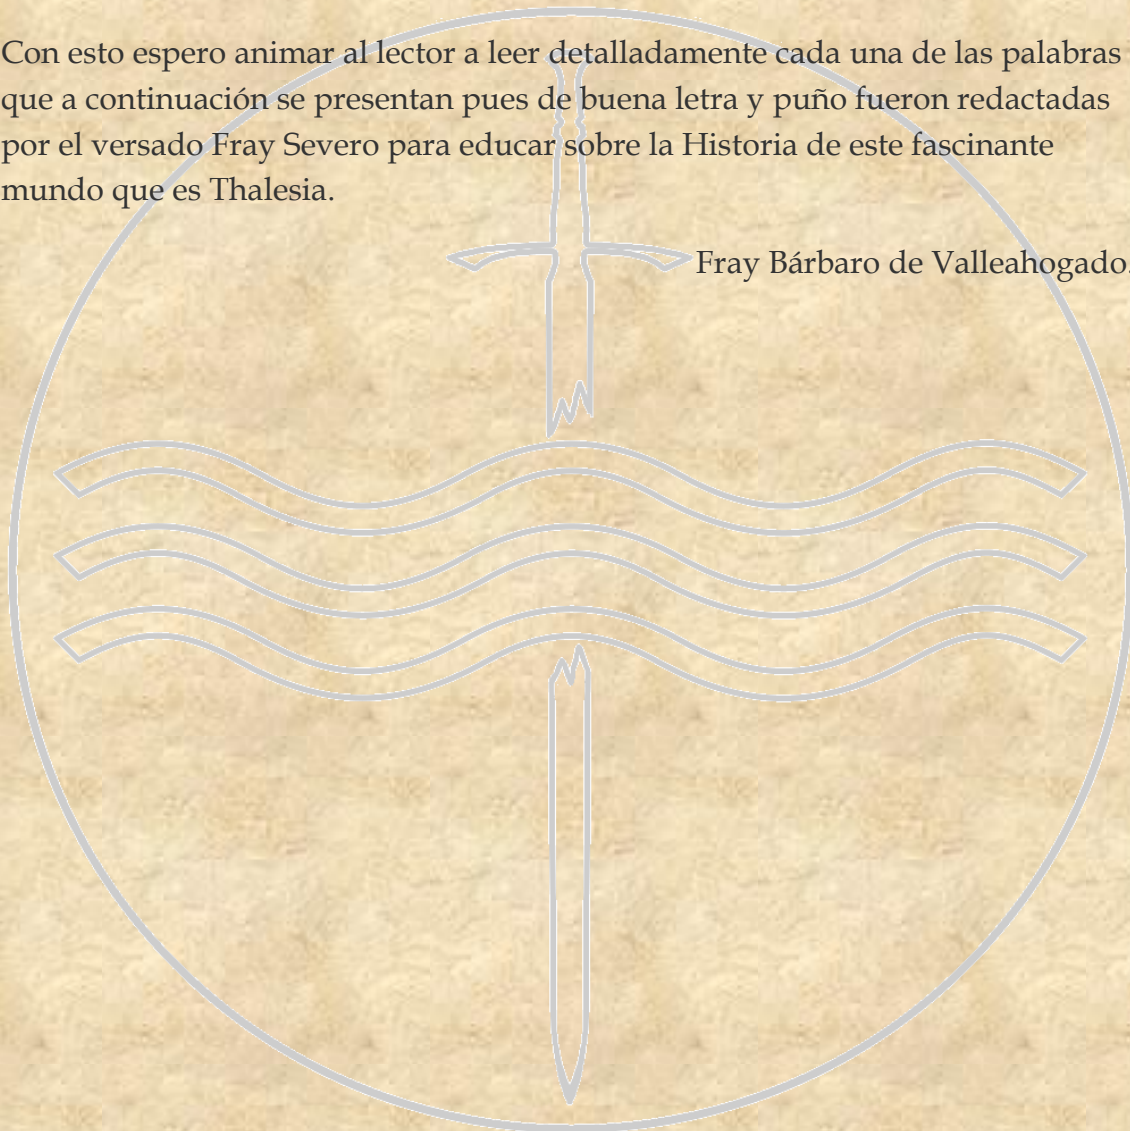 Con esto espero animar al lector a leer detalladamente cada una de las palabras
que a continuación se presentan pues de buena letra y puño fueron redactadas
por el versado Fray Severo para educar sobre la Historia de este fascinante
mundo que es Thalesia.
Fray Bárbaro de Valleahogado.